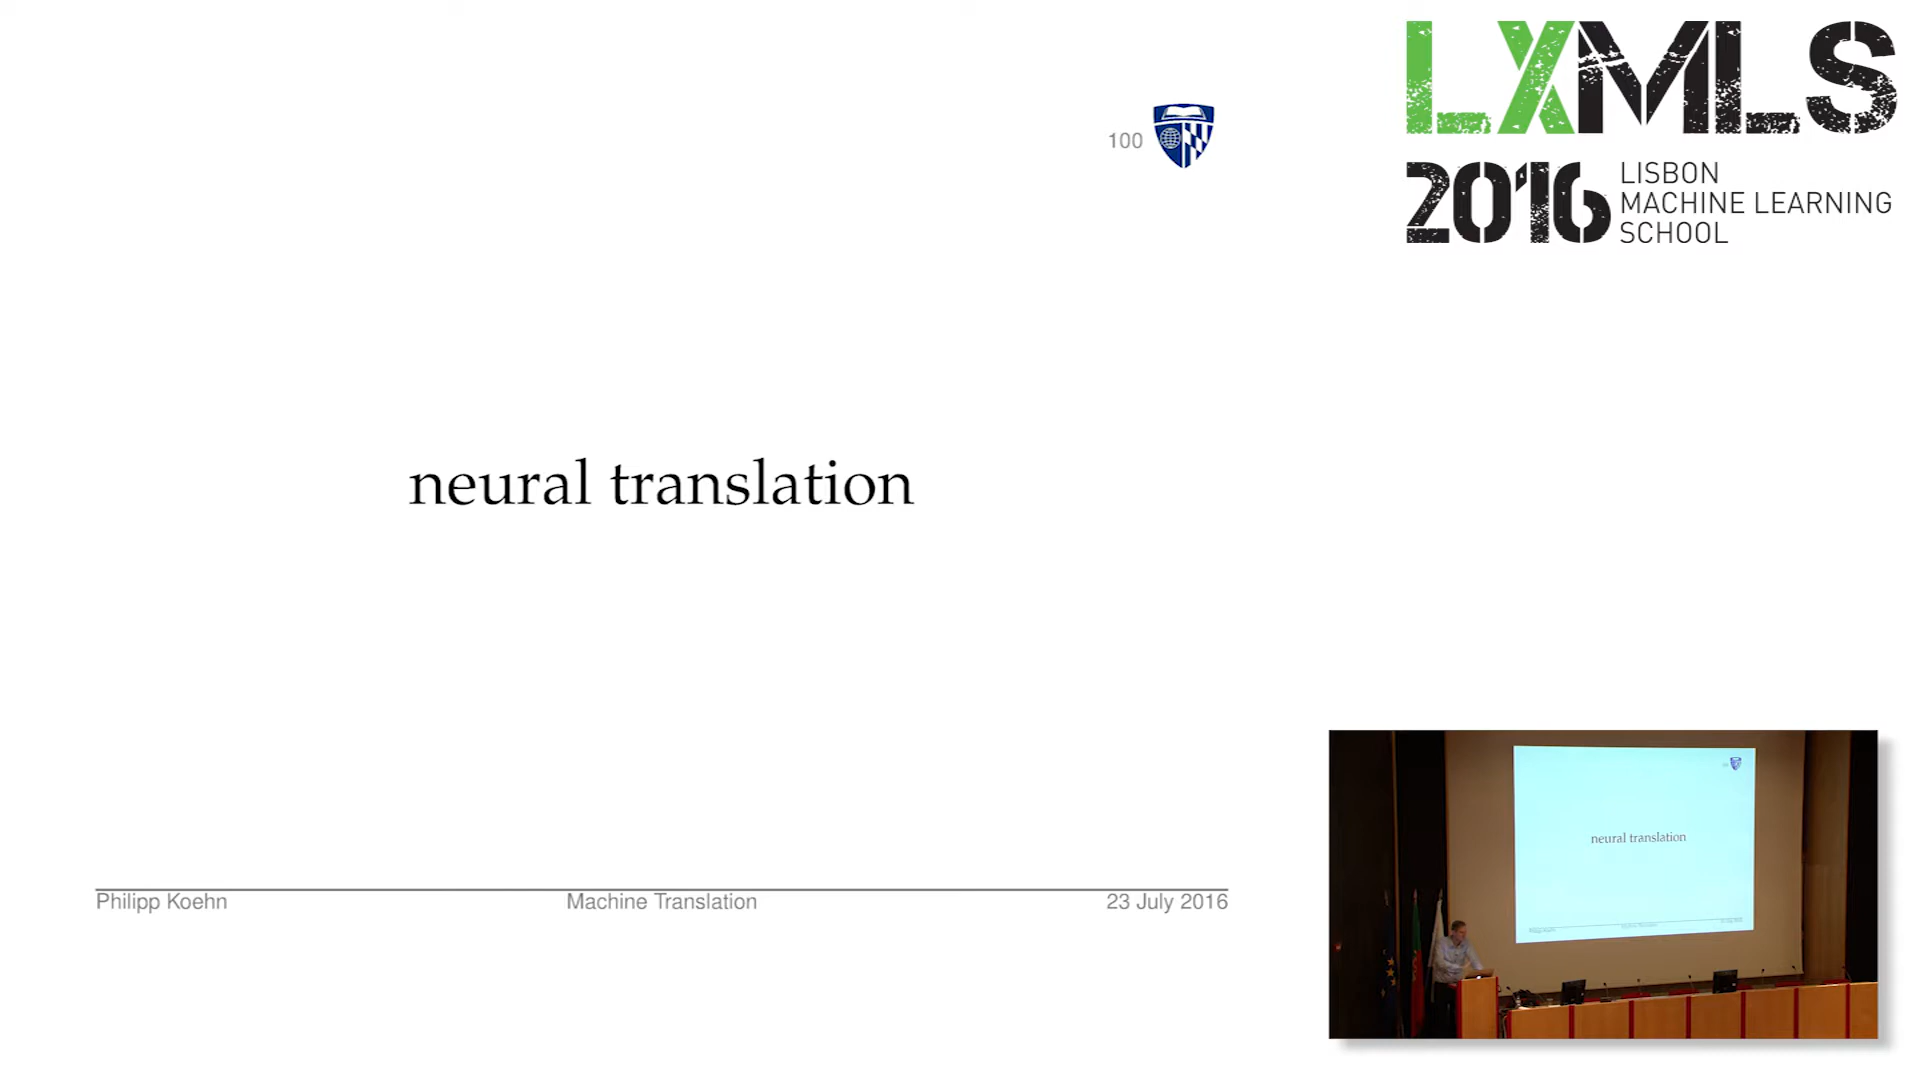 100
LXMLS
2016
LISBON
MACHINE LEARNING
SCHOOL
neural translation
Philipp Koehn
Machine Translation
23 July 2016
neural translation